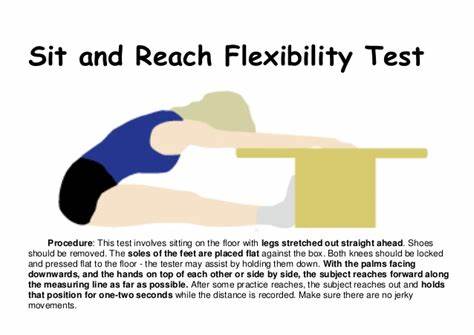 Sit and Reach Flexibility Test
Procedure: This test involves sitting on the floor with legs stretched out straight ahead. Shoes
should be removed. The soles of the feet are placed flat against the box. Both knees should be locked
and pressed flat to the floor - the tester may assist by holding them down. With the palms facing
downwards, and the hands on top of each other or side by side, the subject reaches forward along
the measuring line as far as possible. After some practice reaches, the subject reaches out and holds
that position for one-two seconds while the distance is recorded. Make sure there are no jerky
movements.